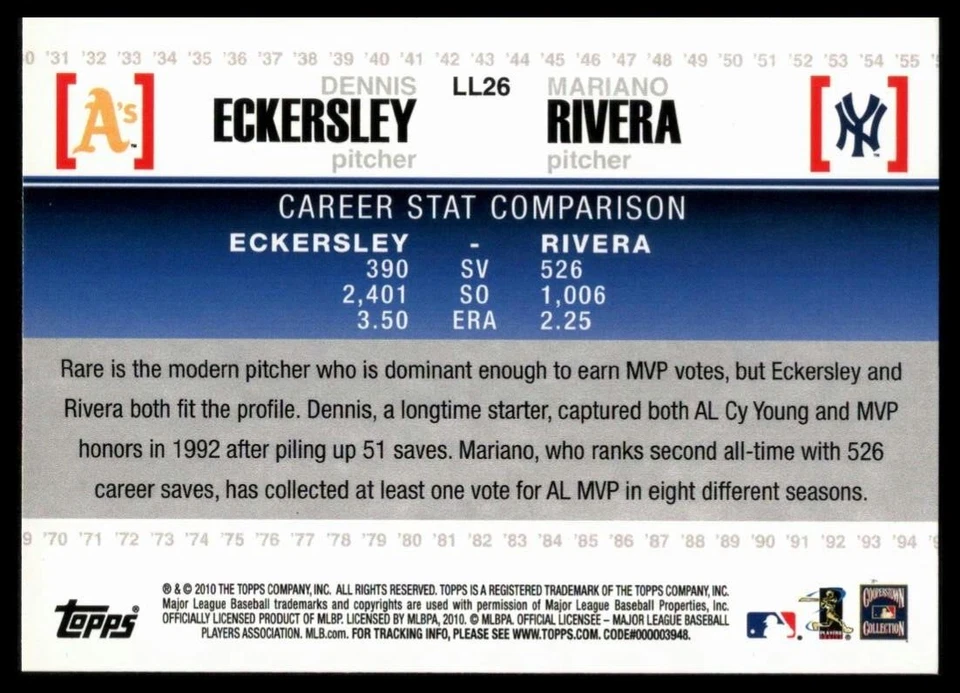 0 '31 '32 '33 '34 '35 '36 '37 '38 '39 '40 '41 '42 '43 '44 '45 '46 '47 '48 '49 '50 '51 '52 '53 '54 '55
DENNIS LL26 MARIANO
A's ECKERSLEY RIVERA NY
pitcher pitcher
CAREER STAT COMPARISON
ECKERSLEY - RIVERA
390 SV 526
2,401 SO 1,006
3.50 ERA 2.25
Rare is the modern pitcher who is dominant enough to earn MVP votes, but Eckersley and
Rivera both fit the profile. Dennis, a longtime starter, captured both AL Cy Young and MVP
honors in 1992 after piling up 51 saves. Mariano, who ranks second all-time with 526
career saves, has collected at least one vote for AL MVP in eight different seasons.
9 '70 '71 '72 '73 '74 '75 '76 '77 '78 '79 '80 '81 '82 '83 '84 '85 '86 '87 '88 '89 '90 '91 '92 '93 '94
® & © 2010 THE TOPPS COMPANY, INC. ALL RIGHTS RESERVED. TOPPS IS A REGISTERED TRADEMARK OF THE TOPPS COMPANY, INC.
Major League Baseball trademarks and copyrights are used with permission of Major League Baseball Properties, Inc.
OFFICIALLY LICENSED PRODUCT OF MLBP. LICENSED BY MLBPA, 2010. © MLBPA. OFFICIAL LICENSEE – MAJOR LEAGUE BASEBALL
PLAYERS ASSOCIATION. MLB.com. FOR TRACKING INFO, PLEASE SEE WWW.TOPPS.COM. CODE#000003948.
Topps®
PLAYERS
COOPERSTOWN
COLLECTION